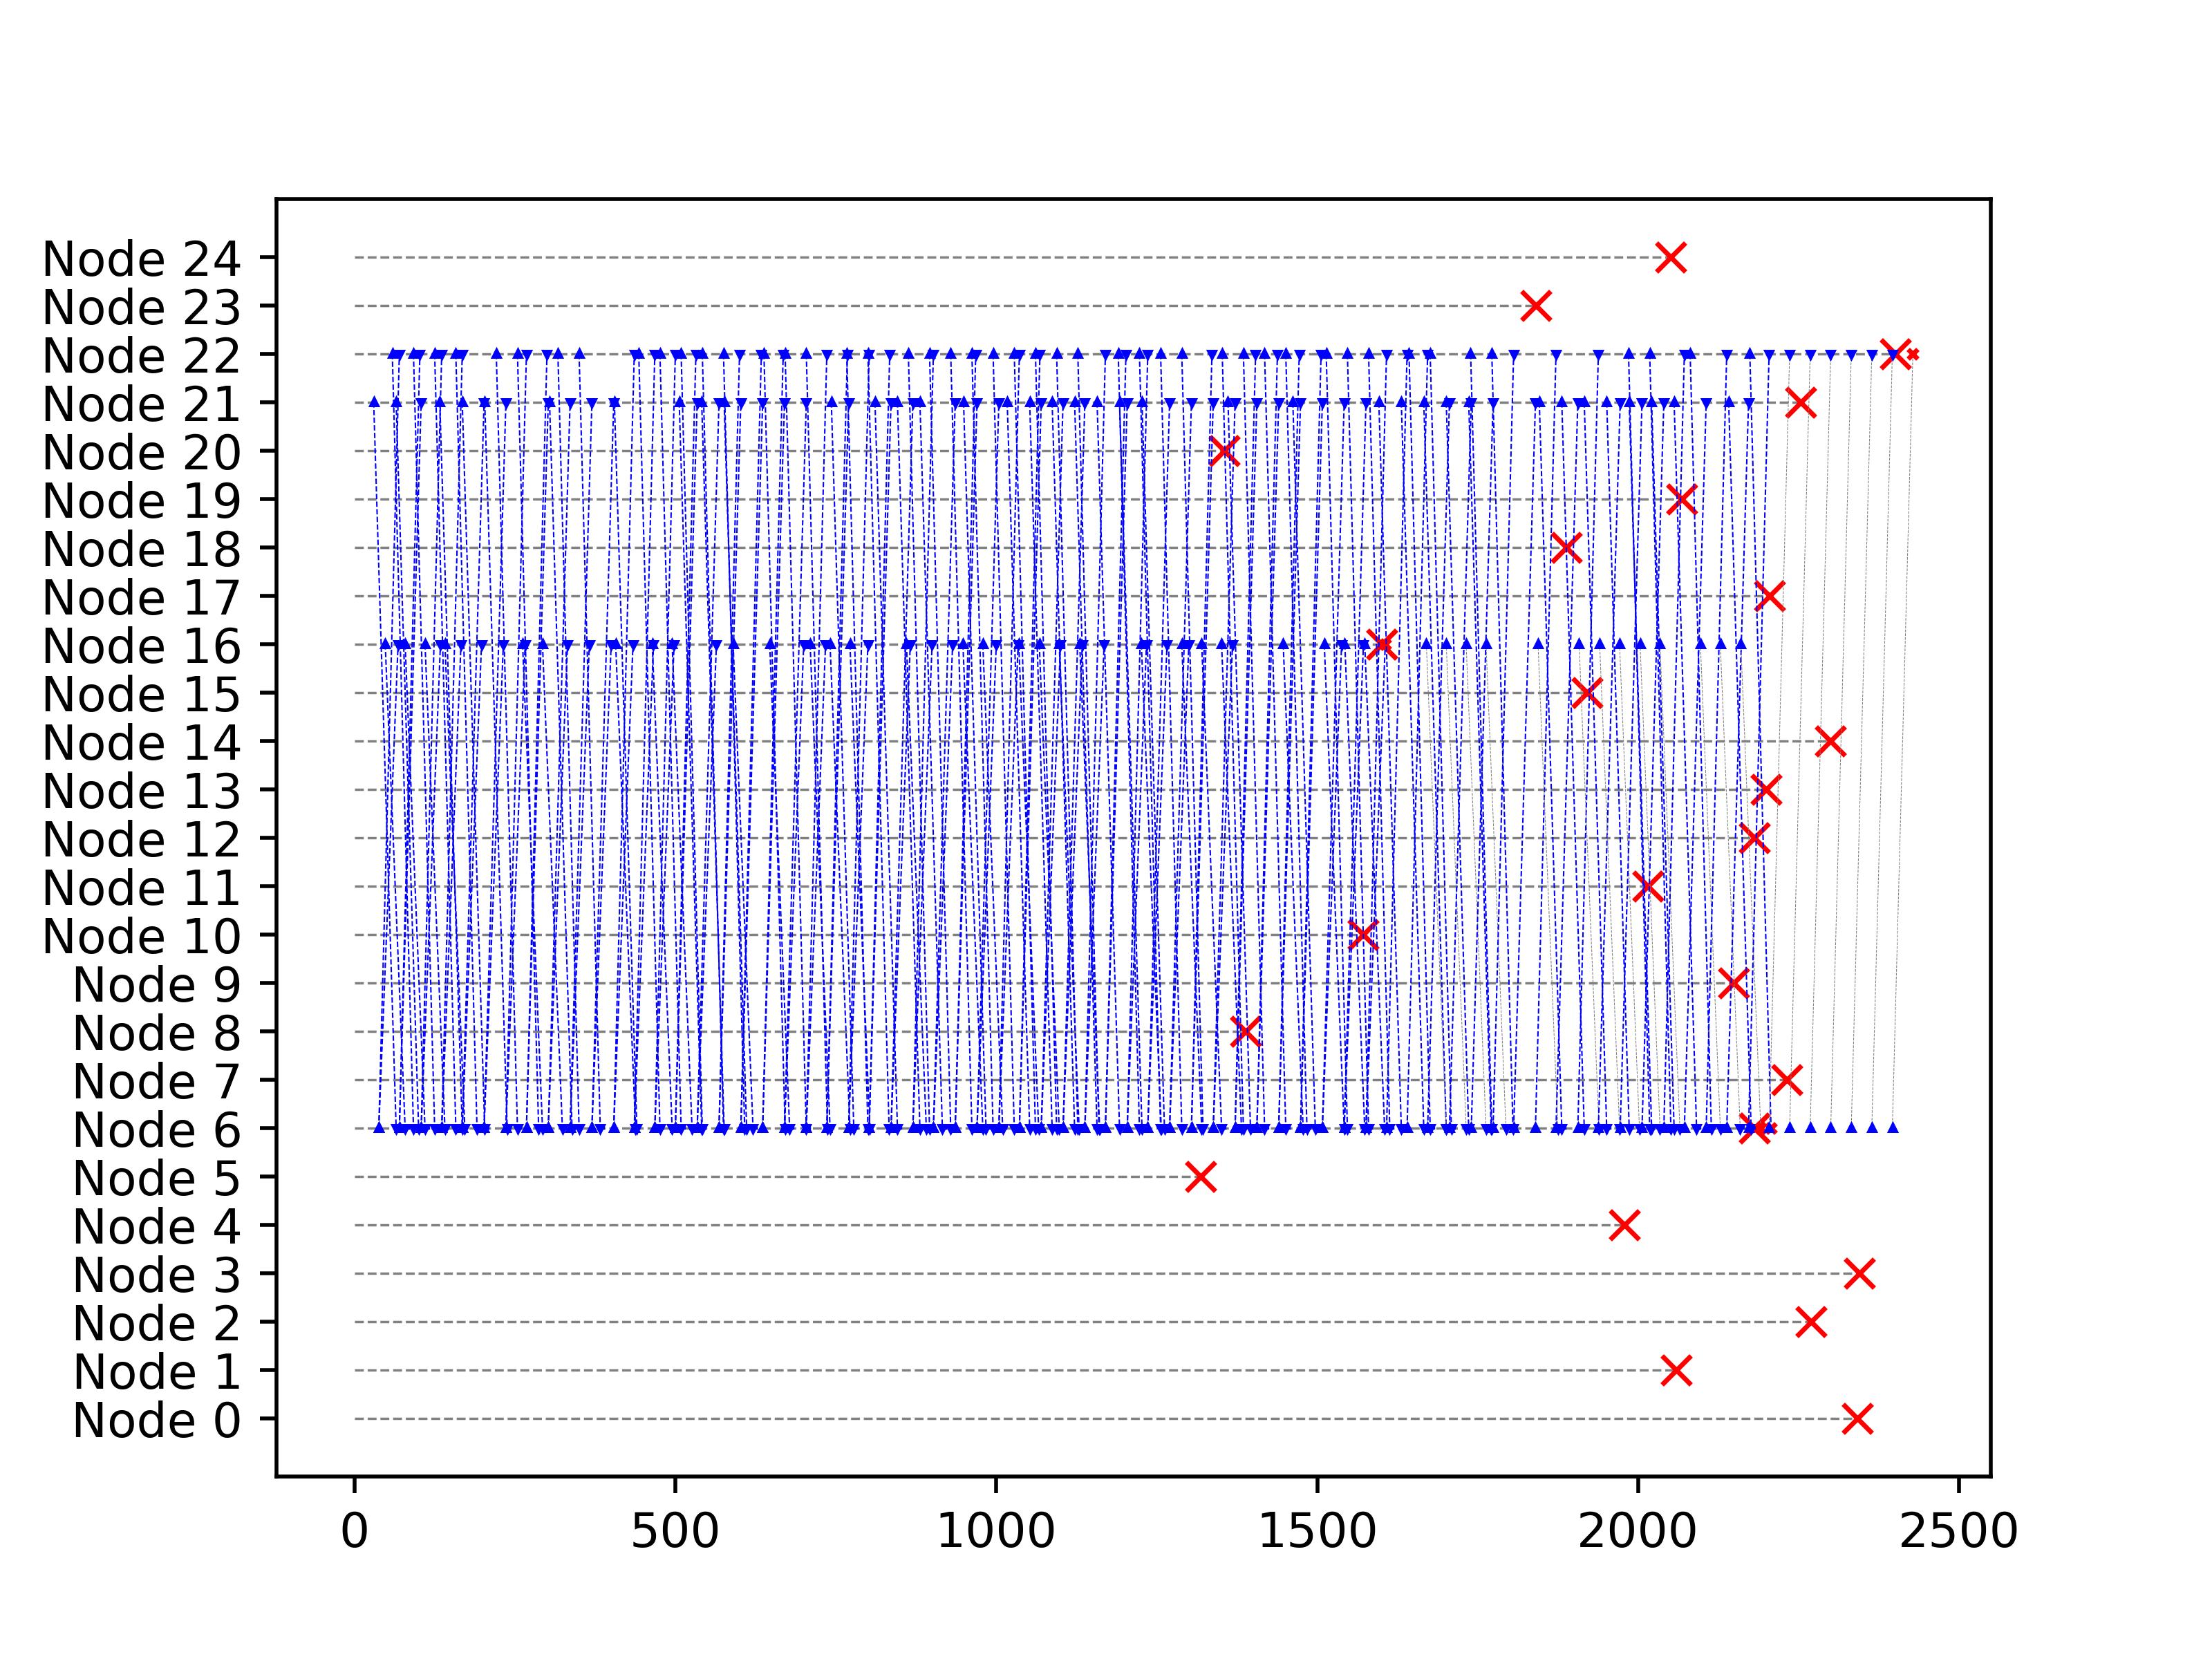 Node 24
Node 23
Node 22
Node 21
Node 20
Node 19
Node 18
Node 17
Node 16
Node 15
Node 14
Node 13
Node 12
Node 11
Node 10
Node 9
Node 8
Node 7
Node 6
Node 5
Node 4
Node 3
Node 2
Node 1
Node 0
0 500 1000 1500 2000 2500